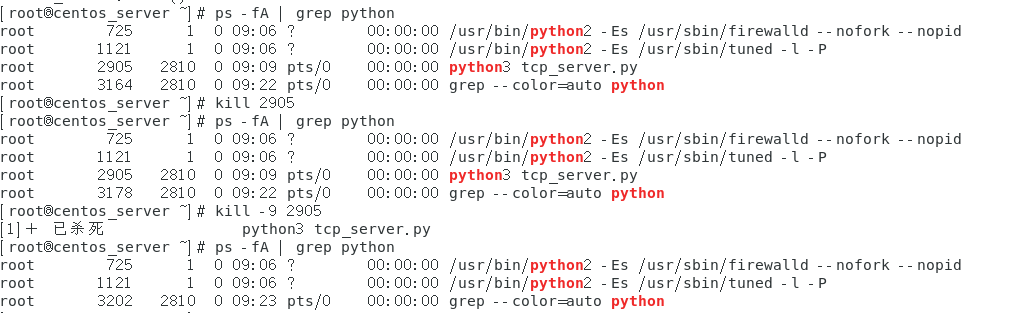 [root@centos_server ~]# ps -fA | grep python
root 725 1 0 09:06 ? 00:00:00 /usr/bin/python2 -Es /usr/sbin/firewalld --nofork --nopid
root 1121 1 0 09:06 ? 00:00:00 /usr/bin/python2 -Es /usr/sbin/tuned -l -P
root 2905 2810 0 09:09 pts/0 00:00:00 python3 tcp_server.py
root 3164 2810 0 09:22 pts/0 00:00:00 grep --color=auto python
[root@centos_server ~]# kill 2905
[root@centos_server ~]# ps -fA | grep python
root 725 1 0 09:06 ? 00:00:00 /usr/bin/python2 -Es /usr/sbin/firewalld --nofork --nopid
root 1121 1 0 09:06 ? 00:00:00 /usr/bin/python2 -Es /usr/sbin/tuned -l -P
root 2905 2810 0 09:09 pts/0 00:00:00 python3 tcp_server.py
root 3178 2810 0 09:22 pts/0 00:00:00 grep --color=auto python
[root@centos_server ~]# kill -9 2905
[1]+ 已杀死 python3 tcp_server.py
[root@centos_server ~]# ps -fA | grep python
root 725 1 0 09:06 ? 00:00:00 /usr/bin/python2 -Es /usr/sbin/firewalld --nofork --nopid
root 1121 1 0 09:06 ? 00:00:00 /usr/bin/python2 -Es /usr/sbin/tuned -l -P
root 3202 2810 0 09:23 pts/0 00:00:00 grep --color=auto python